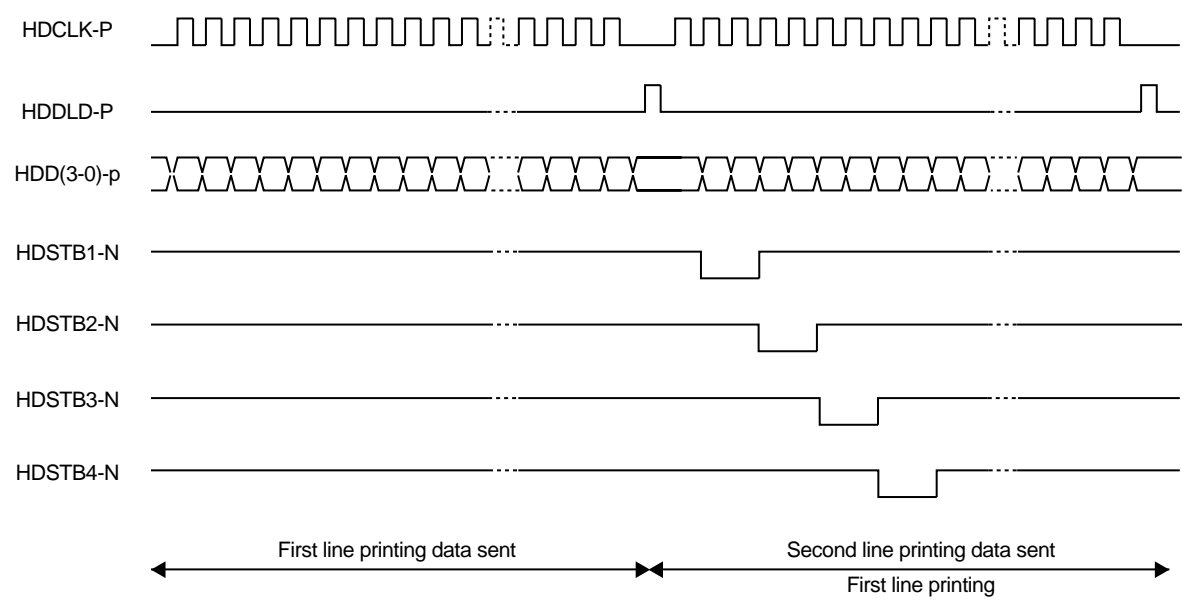 HDCLK-P
HDDLD-P
HDD(3-0)-p
HDSTB1-N
HDSTB2-N
HDSTB3-N
HDSTB4-N
First line printing data sent
Second line printing data sent
First line printing